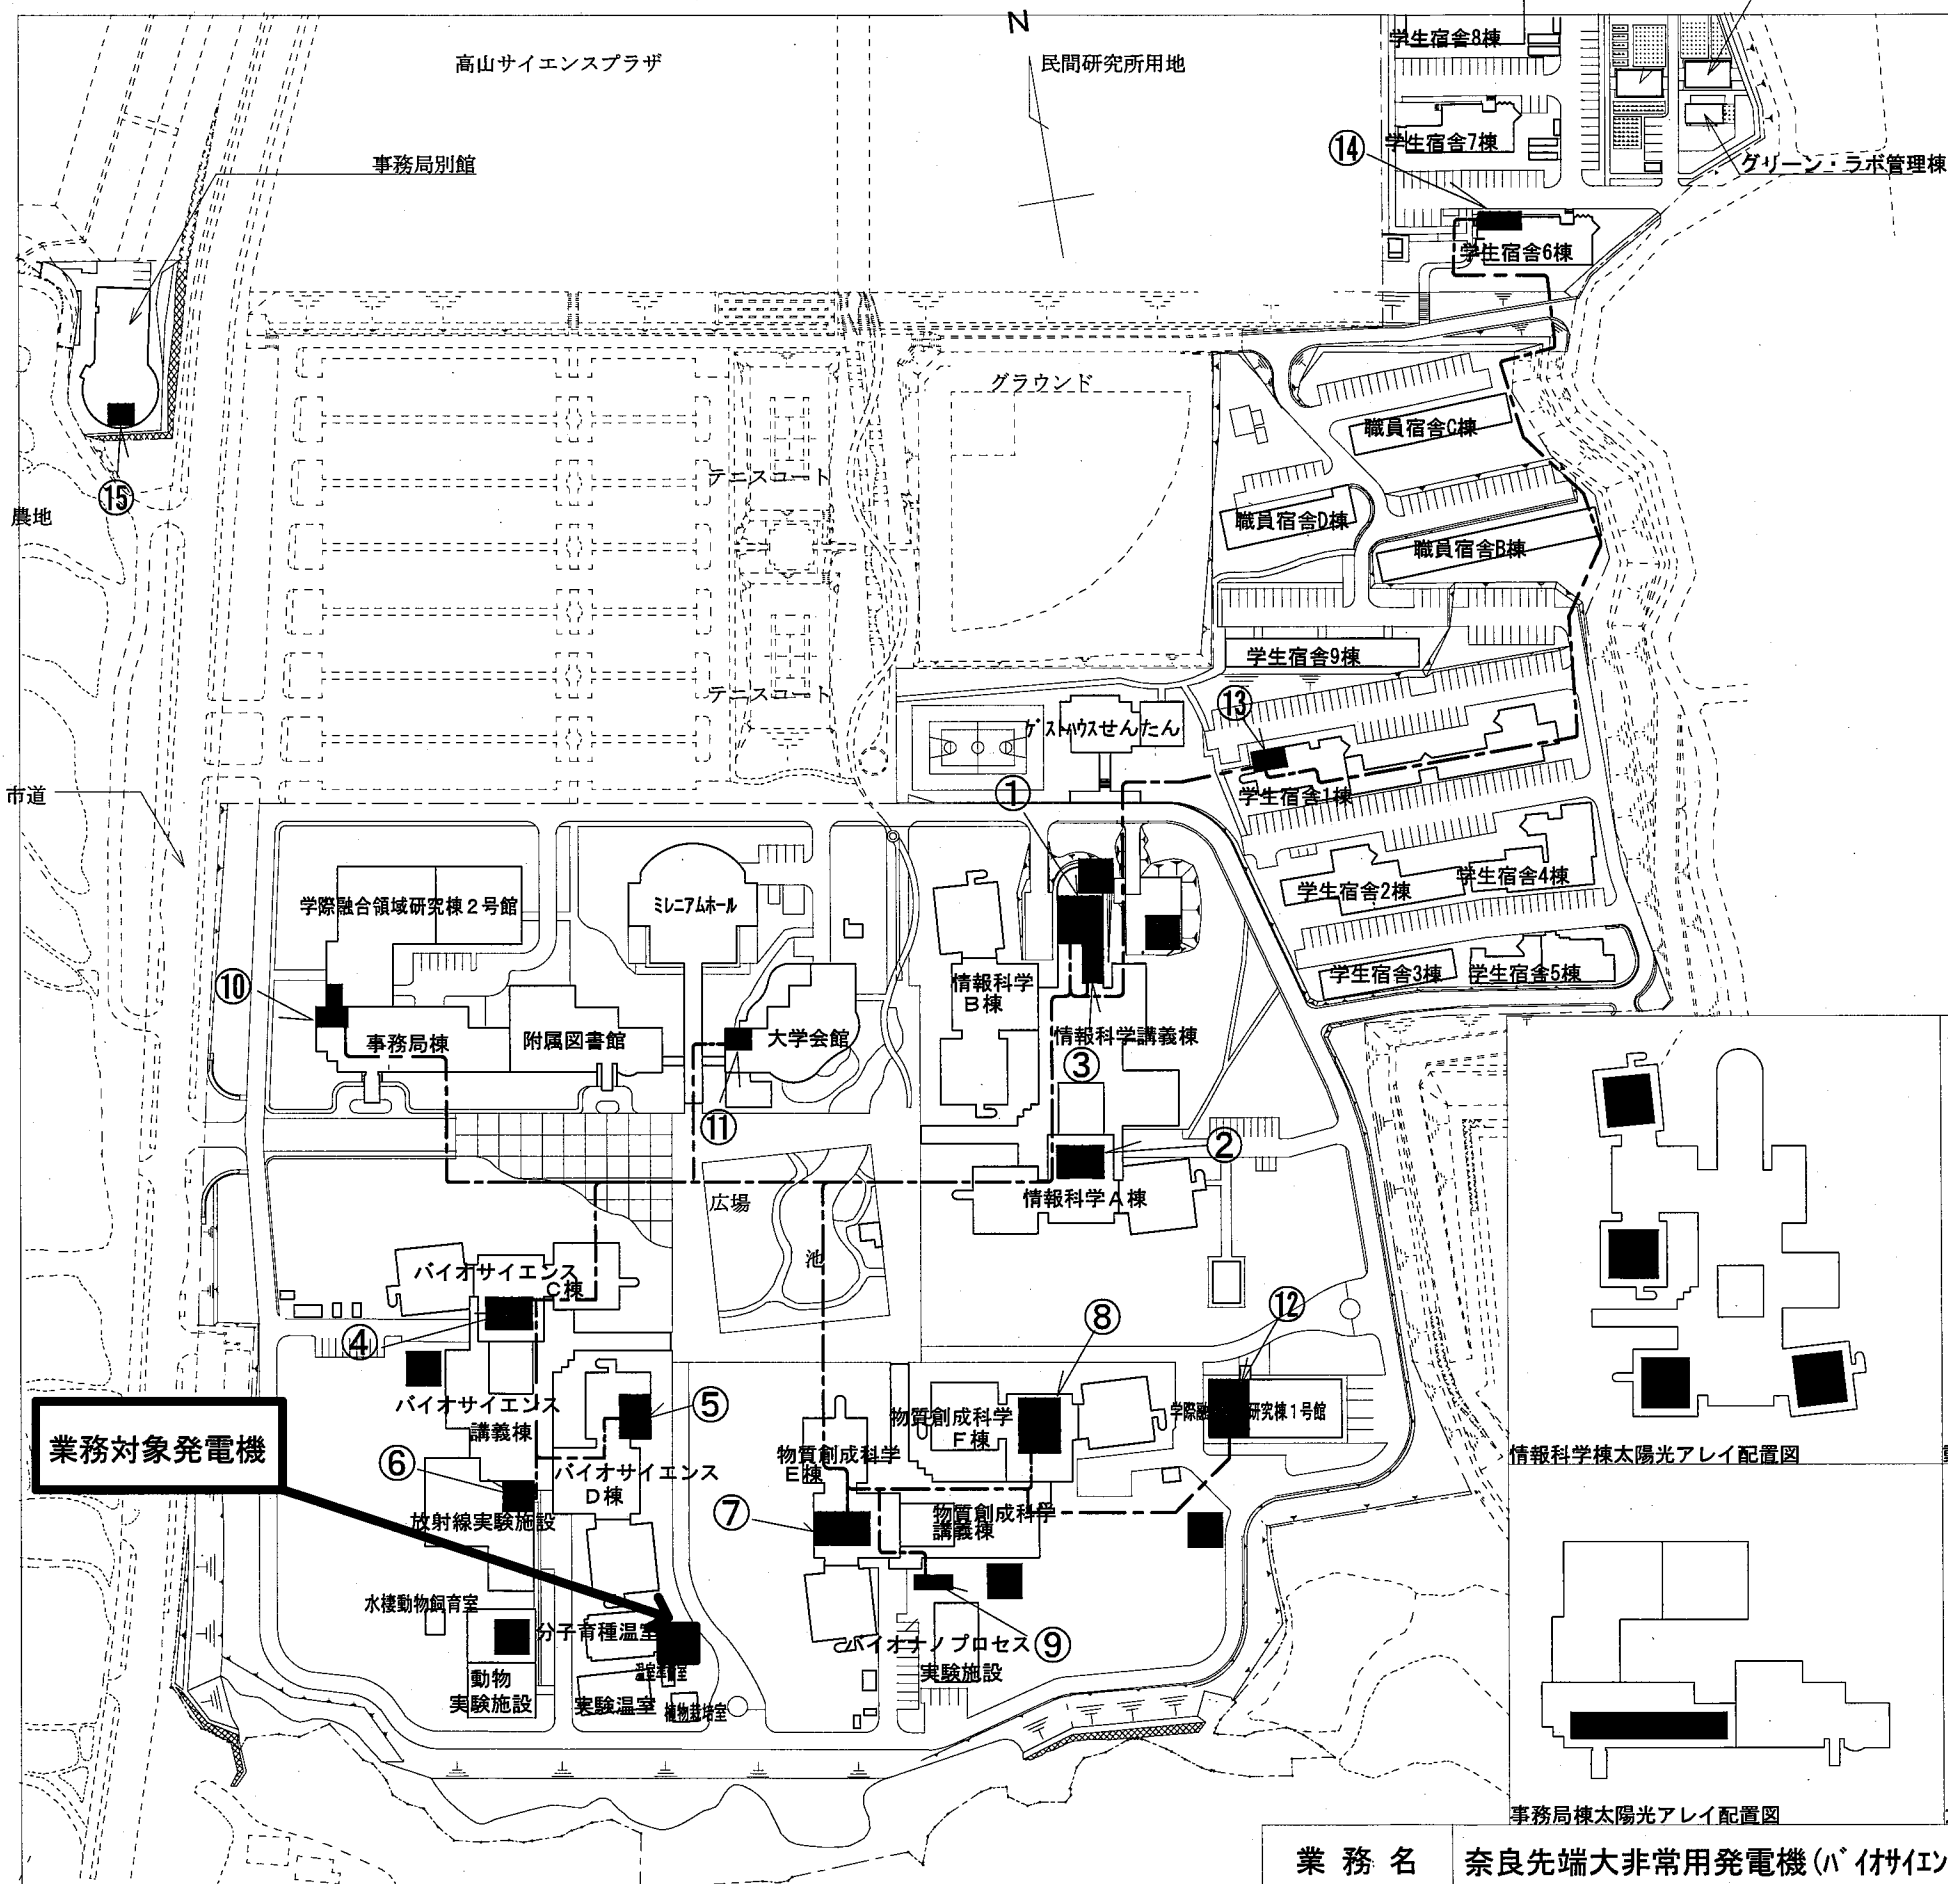 N
高山サイエンスプラザ
民間研究所用地
学生宿舎8棟
学生宿舎7棟
⑭
グリーン・ラボ管理棟
事務局別館
学生宿舎6棟
グラウンド
職員宿舎C棟
テニスコート
⑮
農地
職員宿舎D棟
職員宿舎B棟
学生宿舎9棟
テニスコート
⑬
ゲストハウスせんたん
市道
①
学生宿舎1棟
学生宿舎2棟
学生宿舎4棟
学際融合領域研究棟2号館
ミレニアムホール
学生宿舎3棟
学生宿舎5棟
⑩
情報科学
B棟
事務局棟
附属図書館
大学会館
情報科学講義棟
③
⑪
②
広場
情報科学A棟
池
バイオサイエンス
C棟
④
⑧
⑫
バイオサイエンス
講義棟
⑤
物質創成科学
F棟
学際融
研究棟1号館
業務対象発電機
⑥
バイオサイエンス
D棟
物質創成科学
E棟
情報科学棟太陽光アレイ配置図
放射線実験施設
⑦
物質創成科学
講義棟
水棲動物飼育室
分子育種温室
バイオナノプロセス
実験施設
⑨
動物
実験施設
実験温室
植物栽培室
事務局棟太陽光アレイ配置図
業務名
奈良先端大非常用発電機(バイオサイエン